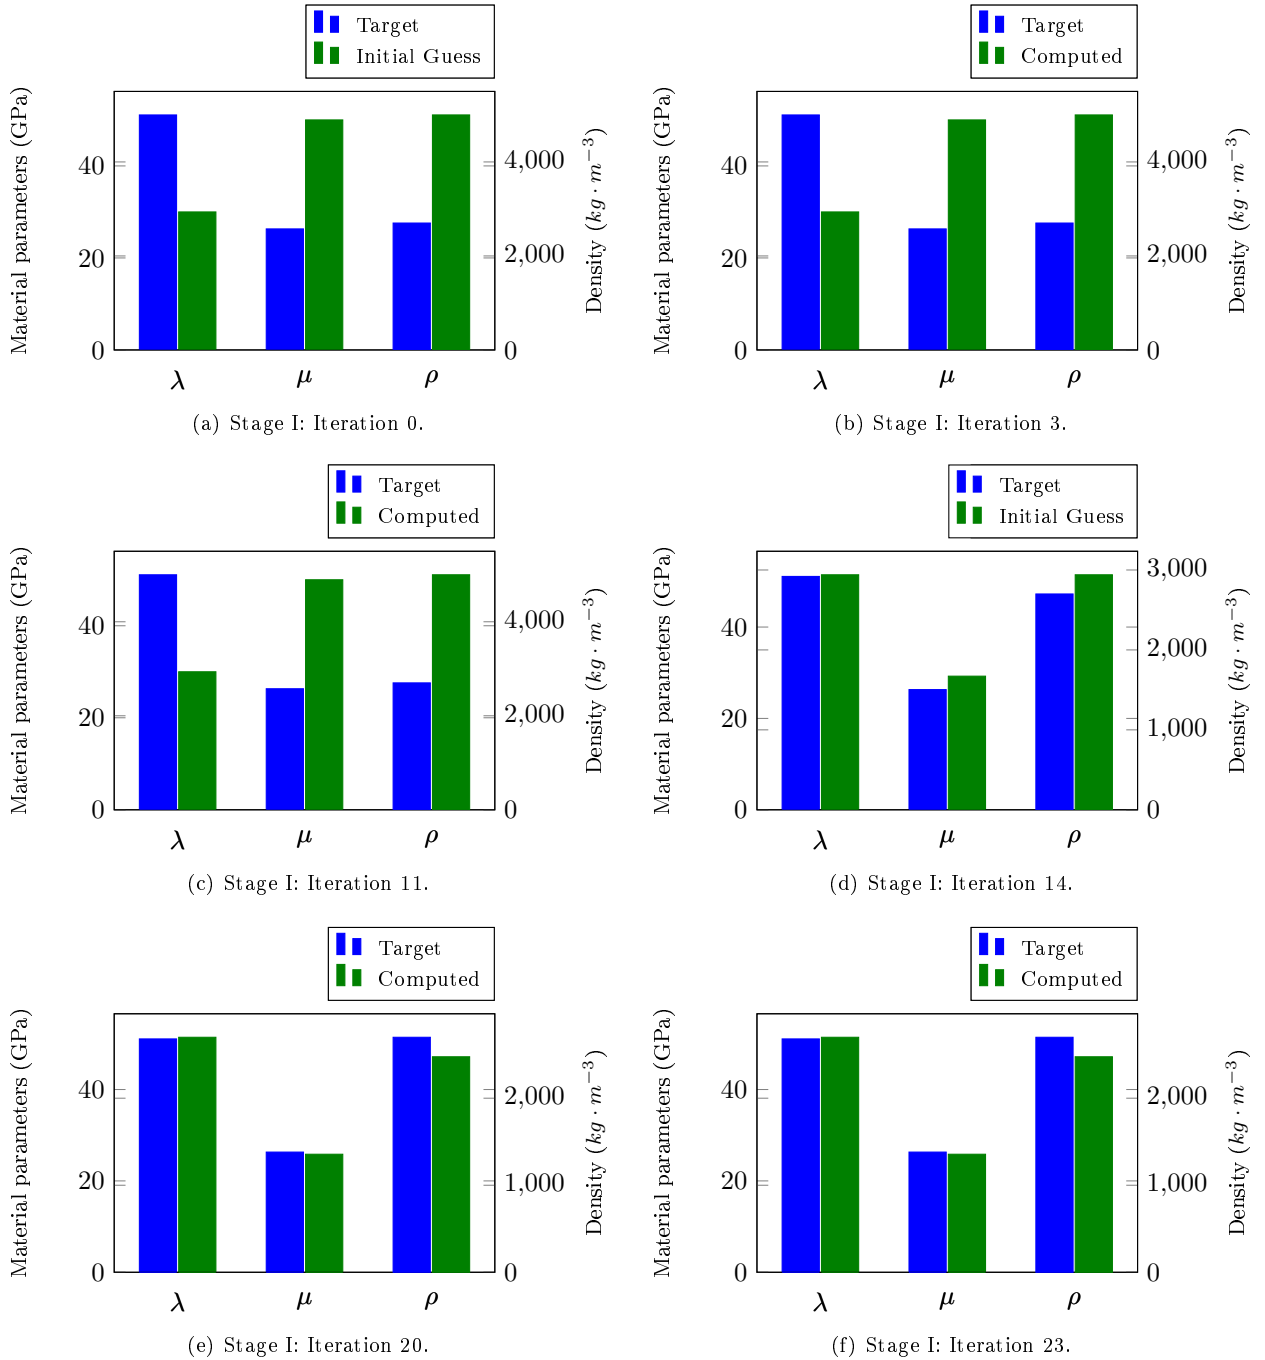 Target
Initial Guess
Material parameters (GPa)
40
20
0
4,000
2,000
0
Density (kg · m⁻³)
λ μ ρ
(a) Stage I: Iteration 0.
Target
Computed
Material parameters (GPa)
40
20
0
4,000
2,000
0
Density (kg · m⁻³)
λ μ ρ
(b) Stage I: Iteration 3.
Target
Computed
Material parameters (GPa)
40
20
0
4,000
2,000
0
Density (kg · m⁻³)
λ μ ρ
(c) Stage I: Iteration 11.
Target
Initial Guess
Material parameters (GPa)
40
20
0
3,000
2,000
1,000
0
Density (kg · m⁻³)
λ μ ρ
(d) Stage I: Iteration 14.
Target
Computed
Material parameters (GPa)
40
20
0
2,000
1,000
0
Density (kg · m⁻³)
λ μ ρ
(e) Stage I: Iteration 20.
Target
Computed
Material parameters (GPa)
40
20
0
2,000
1,000
0
Density (kg · m⁻³)
λ μ ρ
(f) Stage I: Iteration 23.